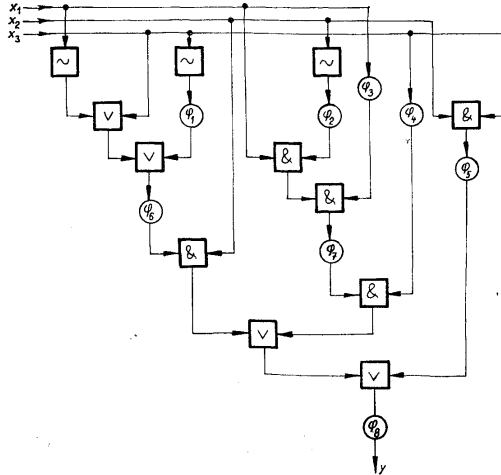 x₁
x₂
x₃
~ ~ ~ φ₃
∨ φ₁ φ₂ φ₄ &
∨ & φ₅
φ₆ &
& φ₇
&
∨
∨
φ₈
y